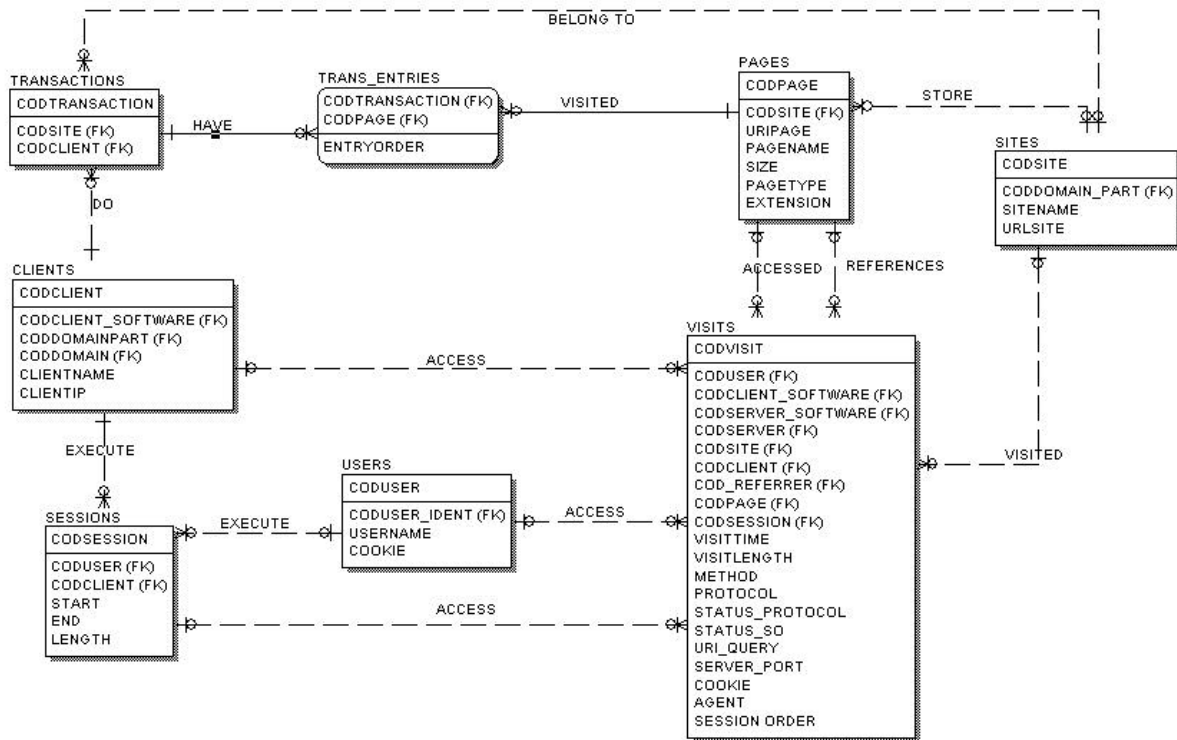 BELONG TO
TRANSACTIONS
CODTRANSACTION
CODSITE (FK)
CODCLIENT (FK)
HAVE
TRANS_ENTRIES
CODTRANSACTION (FK)
CODPAGE (FK)
ENTRYORDER
VISITED
PAGES
CODPAGE
CODSITE (FK)
URIPAGE
PAGENAME
SIZE
PAGETYPE
EXTENSION
STORE
SITES
CODSITE
CODDOMAIN_PART (FK)
SITENAME
URLSITE
DO
ACCESSED
REFERENCES
CLIENTS
CODCLIENT
CODCLIENT_SOFTWARE (FK)
CODDOMAINPART (FK)
CODDOMAIN (FK)
CLIENTNAME
CLIENTIP
ACCESS
VISITS
CODVISIT
CODUSER (FK)
CODCLIENT_SOFTWARE (FK)
CODSERVER_SOFTWARE (FK)
CODSERVER (FK)
CODSITE (FK)
CODCLIENT (FK)
COD_REFERRER (FK)
CODPAGE (FK)
CODSESSION (FK)
VISITTIME
VISITLENGTH
METHOD
PROTOCOL
STATUS_PROTOCOL
STATUS_SO
URI_QUERY
SERVER_PORT
COOKIE
AGENT
SESSION ORDER
VISITED
EXECUTE
USERS
CODUSER
CODUSER_IDENT (FK)
USERNAME
COOKIE
ACCESS
EXECUTE
SESSIONS
CODSESSION
CODUSER (FK)
CODCLIENT (FK)
START
END
LENGTH
ACCESS